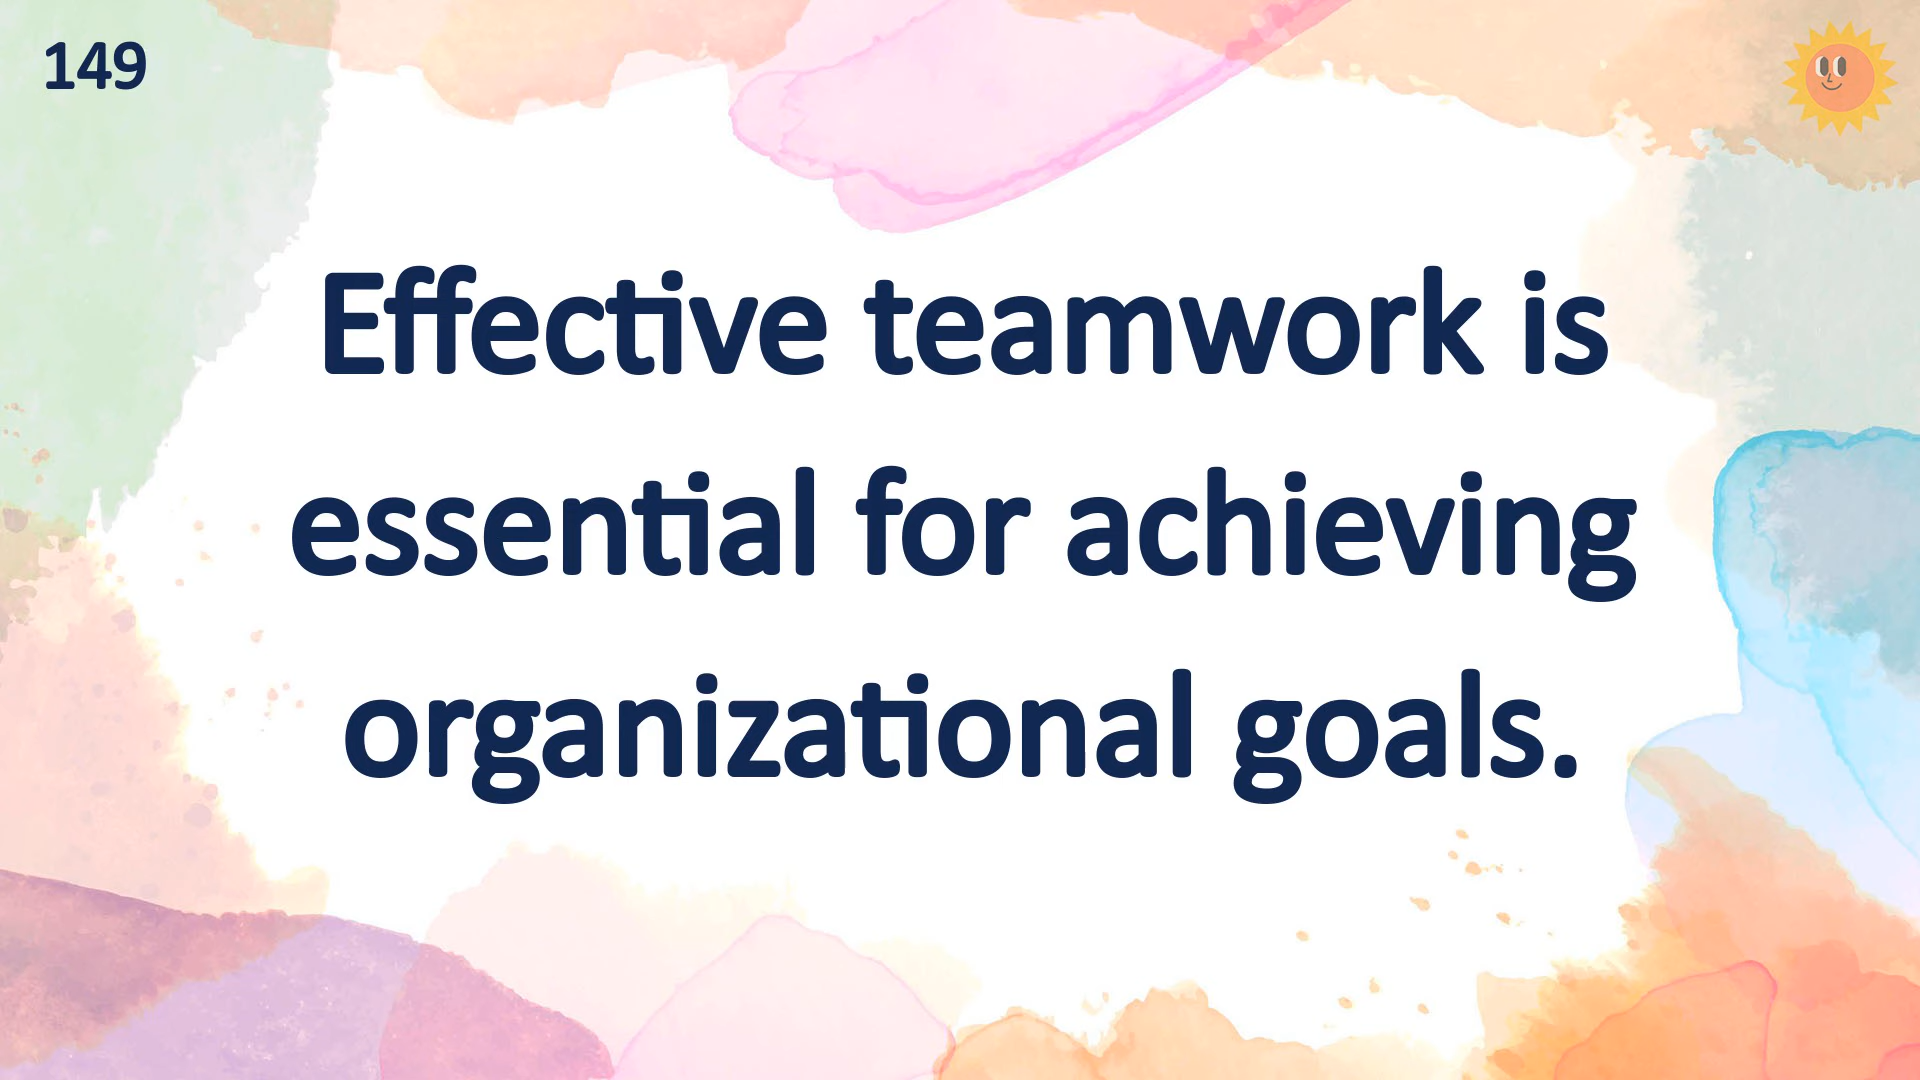 149
Effective teamwork is
essential for achieving
organizational goals.